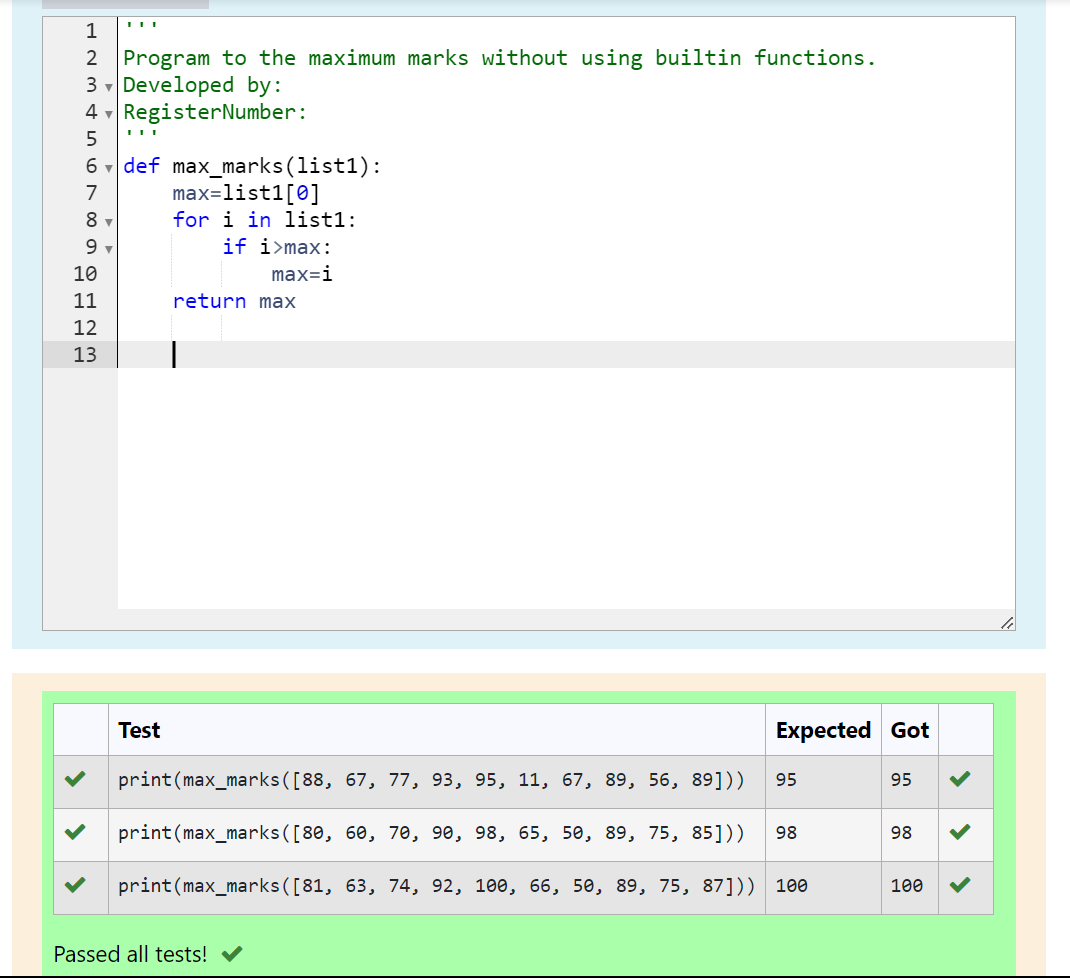 1 '''
2 Program to the maximum marks without using builtin functions.
3 Developed by:
4 RegisterNumber:
5 '''
6 def max_marks(list1):
7     max=list1[0]
8     for i in list1:
9         if i>max:
10             max=i
11     return max
12
13
Test Expected Got
print(max_marks([88, 67, 77, 93, 95, 11, 67, 89, 56, 89])) 95 95
print(max_marks([80, 60, 70, 90, 98, 65, 50, 89, 75, 85])) 98 98
print(max_marks([81, 63, 74, 92, 100, 66, 50, 89, 75, 87])) 100 100
Passed all tests!